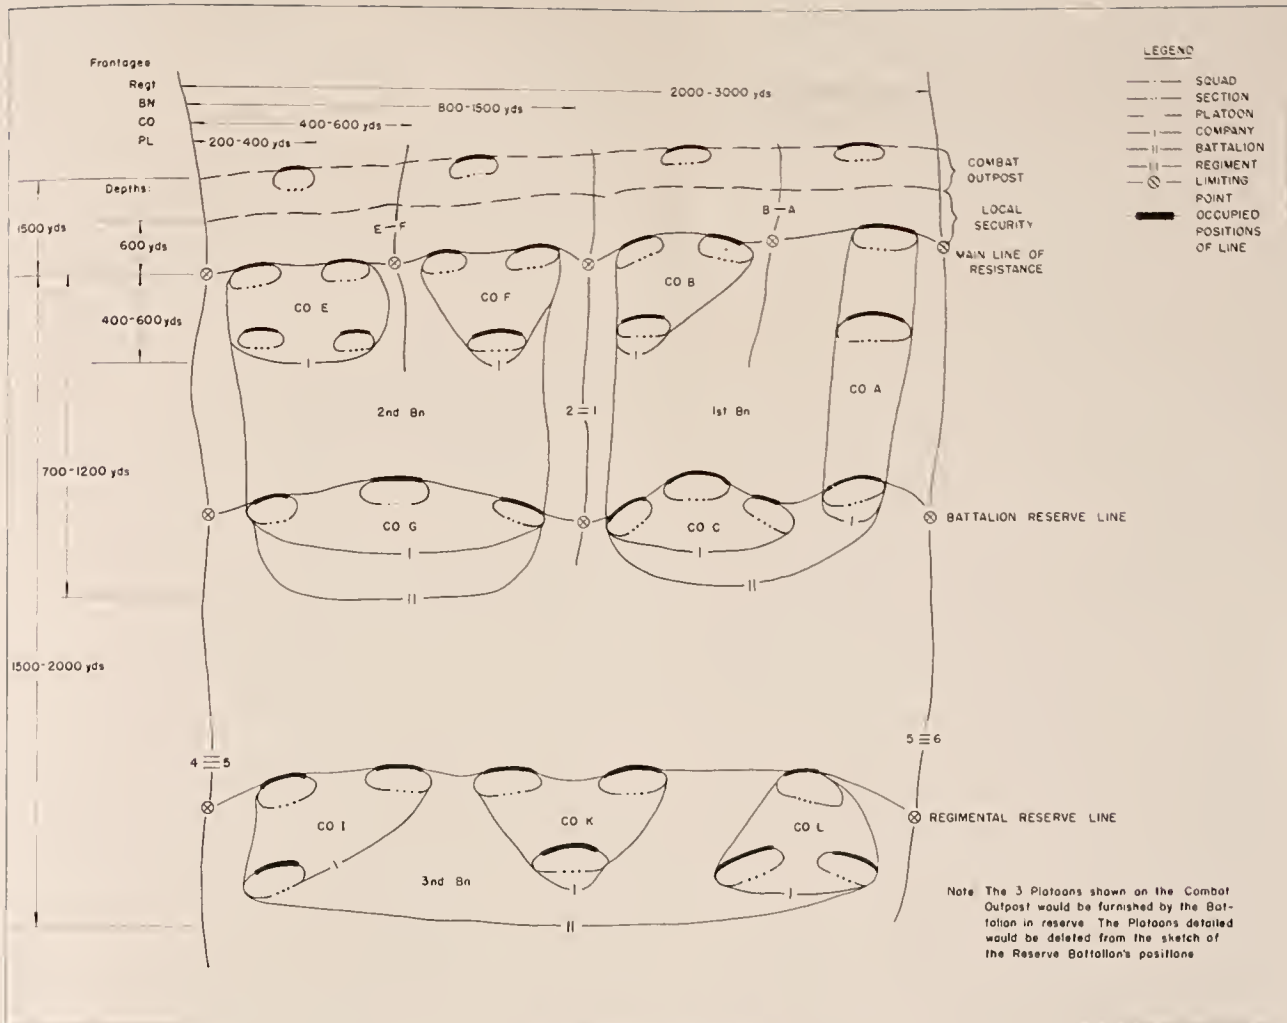 Frontages
Regt
BN
CO
PL
2000-3000 yds
800-1500 yds
400-600 yds
200-400 yds
LEGEND
SQUAD
SECTION
PLATOON
COMPANY
BATTALION
REGIMENT
LIMITING
POINT
OCCUPIED
POSITIONS
OF LINE
COMBAT
OUTPOST
LOCAL
SECURITY
MAIN LINE OF
RESISTANCE
Depths:
1500 yds
600 yds
400-600 yds
700-1200 yds
1500-2000 yds
E-F
B-A
CO E
CO F
CO B
CO A
2nd Bn
2 = 1
1st Bn
CO G
CO C
BATTALION RESERVE LINE
4 ≡ 5
5 ≡ 6
CO I
CO K
CO L
3nd Bn
REGIMENTAL RESERVE LINE
Note The 3 Platoons shown on the Combat
Outpost would be furnished by the Bat-
talion in reserve The Platoons detailed
would be deleted from the sketch of
the Reserve Battalion's positions